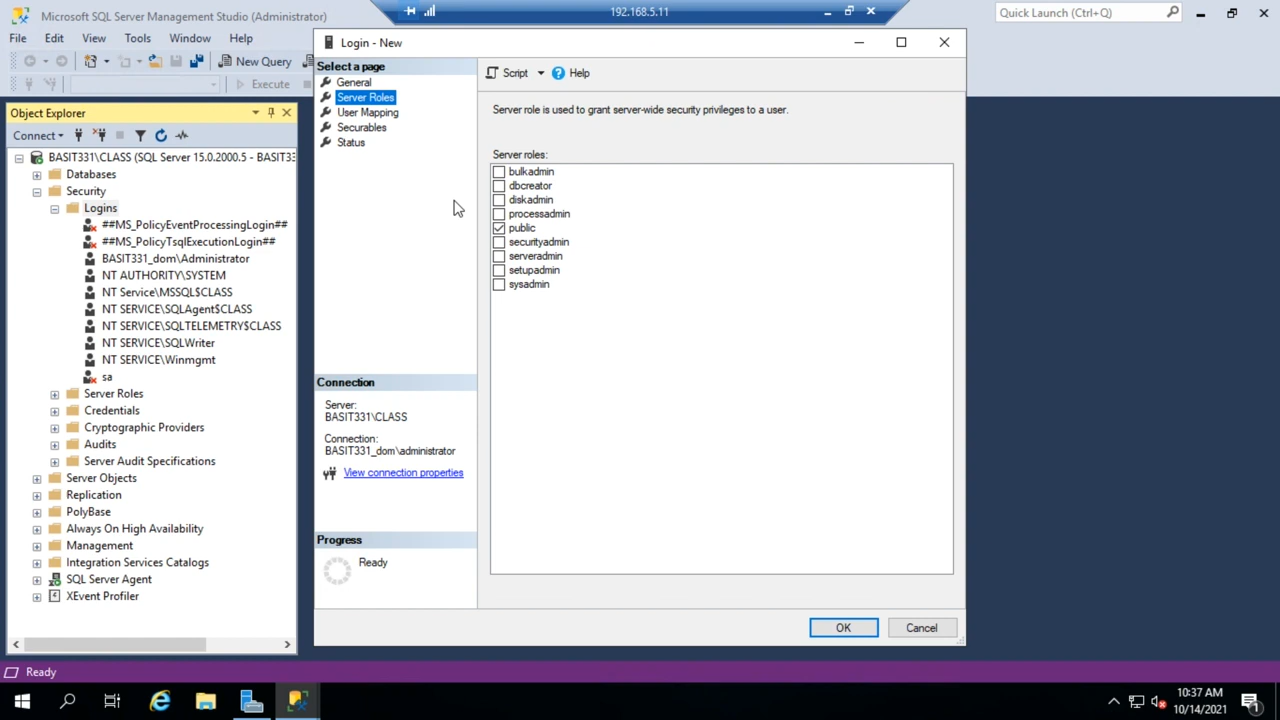 Microsoft SQL Server Management Studio (Administrator)
192.168.5.11
Quick Launch (Ctrl+Q)
File Edit View Tools Window Help
New Query
Execute
Object Explorer
Connect
BASIT331\CLASS (SQL Server 15.0.2000.5 - BASIT33
Databases
Security
Logins
##MS_PolicyEventProcessingLogin##
##MS_PolicyTsqlExecutionLogin##
BASIT331_dom\Administrator
NT AUTHORITY\SYSTEM
NT Service\MSSQL$CLASS
NT SERVICE\SQLAgent$CLASS
NT SERVICE\SQLTELEMETRY$CLASS
NT SERVICE\SQLWriter
NT SERVICE\Winmgmt
sa
Server Roles
Credentials
Cryptographic Providers
Audits
Server Audit Specifications
Server Objects
Replication
PolyBase
Always On High Availability
Management
Integration Services Catalogs
SQL Server Agent
XEvent Profiler
Login - New
Select a page
General
Server Roles
User Mapping
Securables
Status
Connection
Server:
BASIT331\CLASS
Connection:
BASIT331_dom\administrator
View connection properties
Progress
Ready
Script
Help
Server role is used to grant server-wide security privileges to a user.
Server roles:
bulkadmin
dbcreator
diskadmin
processadmin
public
securityadmin
serveradmin
setupadmin
sysadmin
OK
Cancel
Ready
10:37 AM
10/14/2021
1